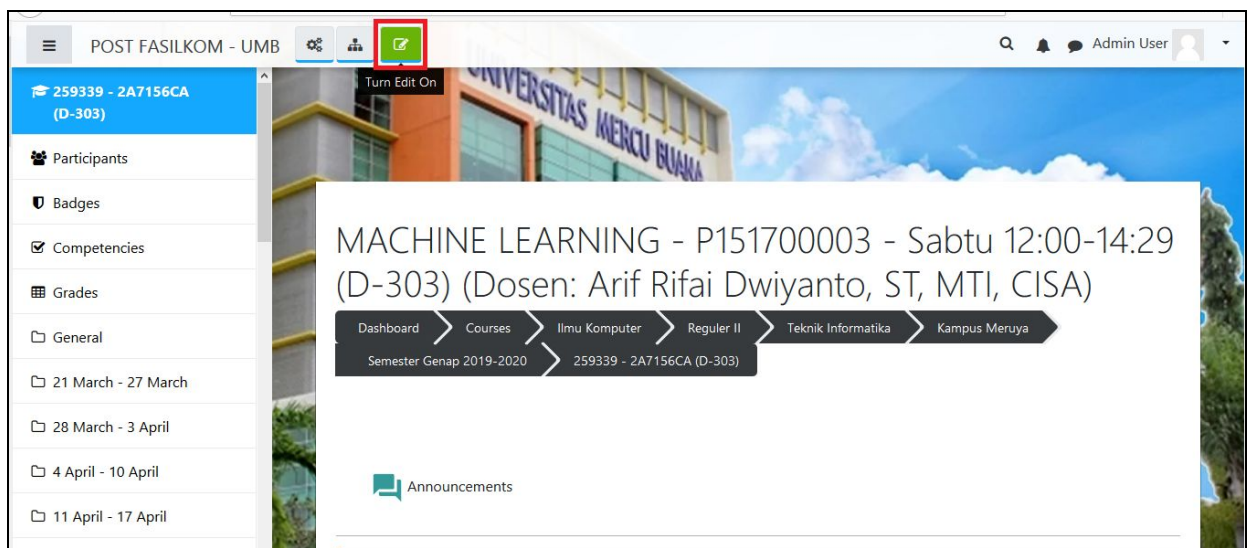 POST FASILKOM - UMB
Admin User
Turn Edit On
259339 - 2A7156CA
(D-303)
Participants
Badges
Competencies
Grades
General
21 March - 27 March
28 March - 3 April
4 April - 10 April
11 April - 17 April
UNIVERSITAS MERCU BUANA
MACHINE LEARNING - P151700003 - Sabtu 12:00-14:29
(D-303) (Dosen: Arif Rifai Dwiyanto, ST, MTI, CISA)
Dashboard Courses Ilmu Komputer Reguler II Teknik Informatika Kampus Meruya
Semester Genap 2019-2020 259339 - 2A7156CA (D-303)
Announcements